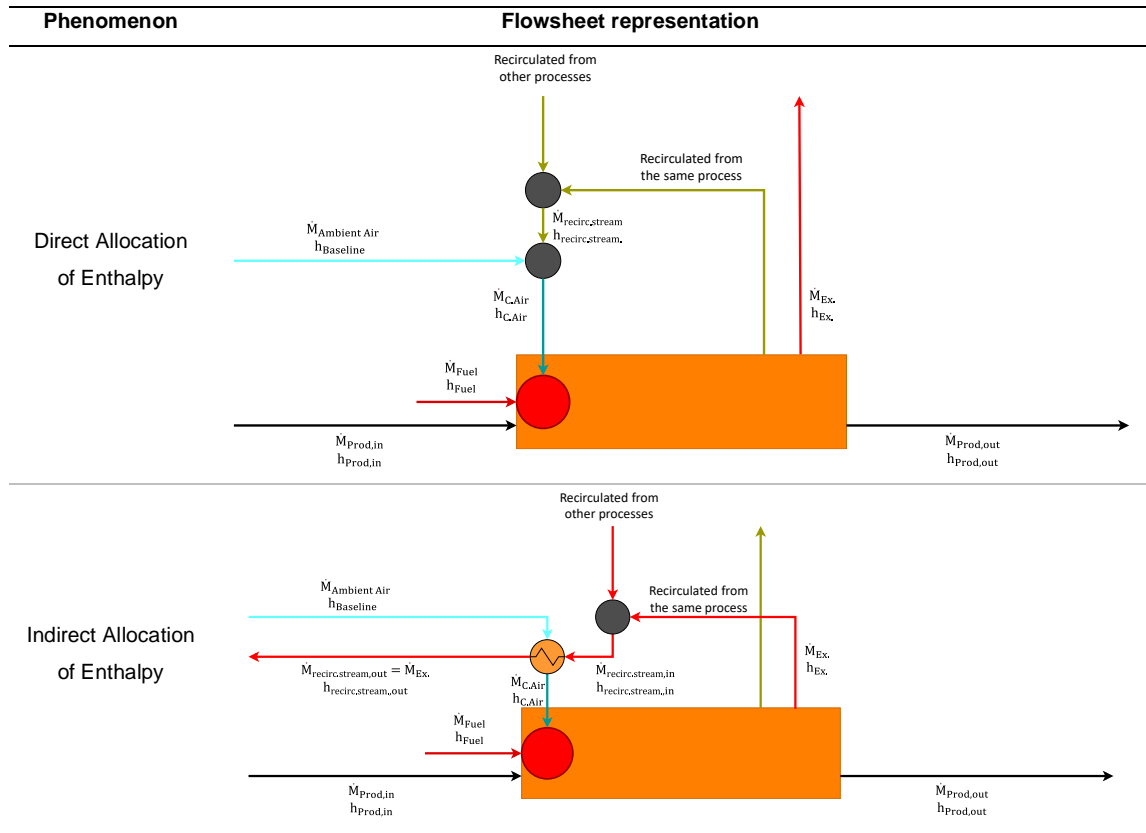 Phenomenon
Flowsheet representation
Recirculated from
other processes
Recirculated from
the same process
Ṁrecirc.stream
hrecirc.stream.
Direct Allocation
of Enthalpy
ṀAmbient Air
hBaseline
ṀC.Air
hC.Air
ṀEx.
hEx.
ṀFuel
hFuel
ṀProd,in
hProd,in
ṀProd,out
hProd,out
Recirculated from
other processes
ṀAmbient Air
hBaseline
Recirculated from
the same process
Indirect Allocation
of Enthalpy
Ṁrecirc.stream,out = ṀEx.
hrecirc.stream,,out
Ṁrecirc.stream,in
hrecirc.stream,,in
ṀEx.
hEx.
ṀC.Air
hC.Air
ṀFuel
hFuel
ṀProd,in
hProd,in
ṀProd,out
hProd,out